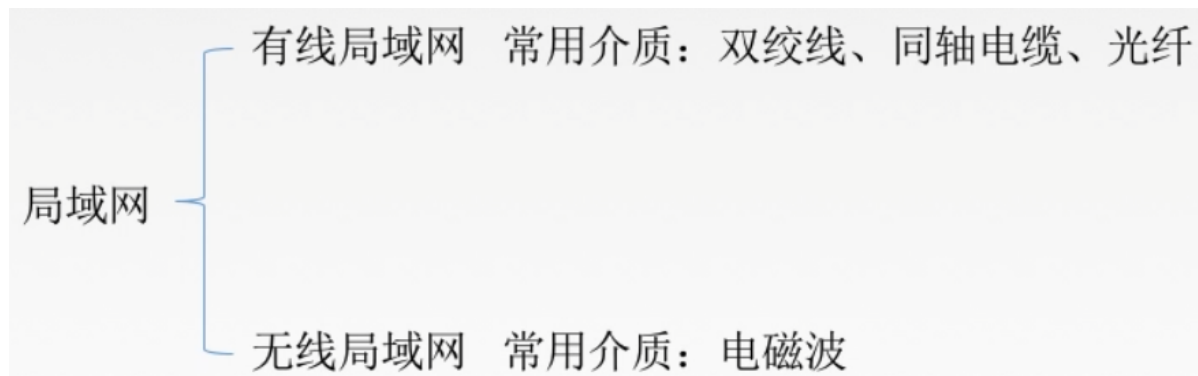 有线局域网 常用介质：双绞线、同轴电缆、光纤
局域网
无线局域网 常用介质：电磁波